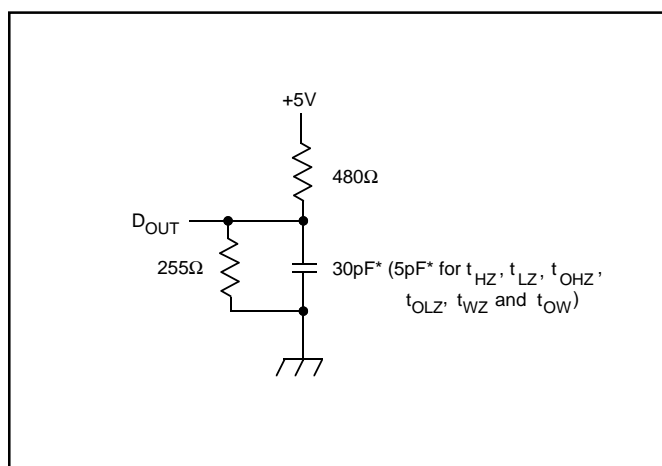 +5V
480Ω
DOUT
255Ω
30pF* (5pF* for tHZ, tLZ, tOHZ,
tOLZ, tWZ and tOW)